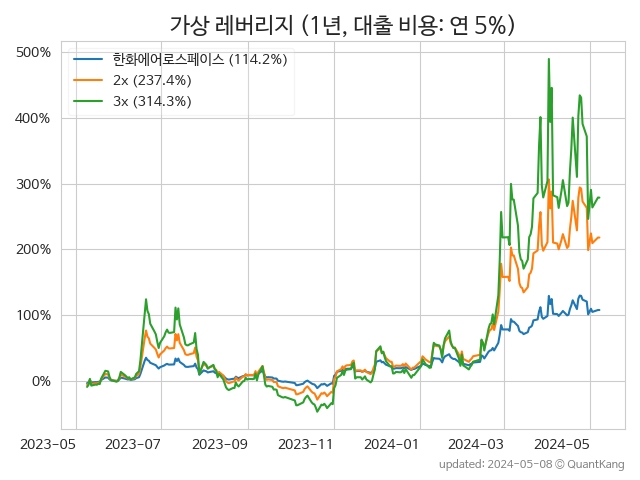 가상 레버리지 (1년, 대출 비용: 연 5%)
한화에어로스페이스 (114.2%)
2x (237.4%)
3x (314.3%)
500%
400%
300%
200%
100%
0%
2023-05
2023-07
2023-09
2023-11
2024-01
2024-03
2024-05
updated: 2024-05-08 © QuantKang